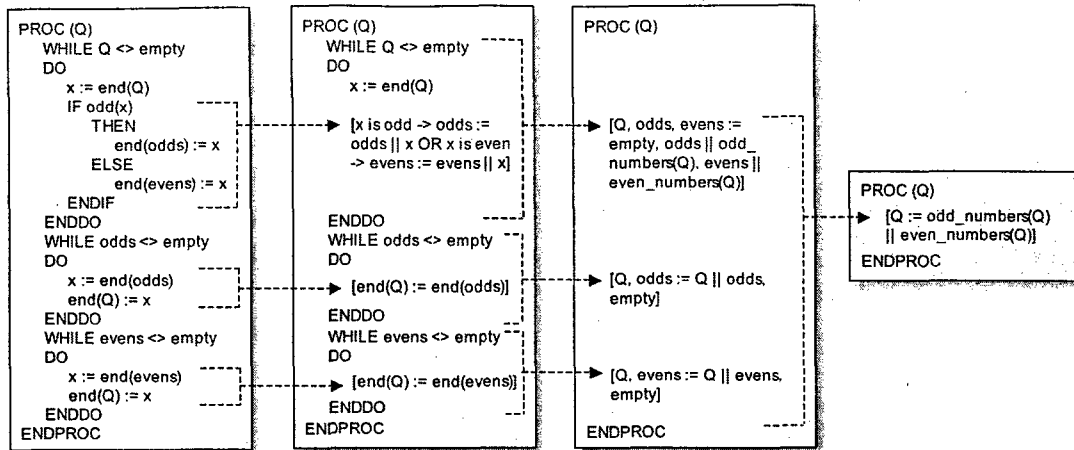 PROC (Q)
WHILE Q <> empty
DO
x := end(Q)
IF odd(x)
THEN
end(odds) := x
ELSE
end(evens) := x
ENDIF
ENDDO
WHILE odds <> empty
DO
x := end(odds)
end(Q) := x
ENDDO
WHILE evens <> empty
DO
x := end(evens)
end(Q) := x
ENDDO
ENDPROC
PROC (Q)
WHILE Q <> empty
DO
x := end(Q)
[x is odd -> odds :=
odds || x OR x is even
-> evens := evens || x]
ENDDO
WHILE odds <> empty
DO
[end(Q) := end(odds)]
ENDDO
WHILE evens <> empty
DO
[end(Q) := end(evens)]
ENDDO
ENDPROC
PROC (Q)
[Q, odds, evens :=
empty, odds || odd_
numbers(Q), evens ||
even_numbers(Q)]
[Q, odds := Q || odds,
empty]
[Q, evens := Q || evens,
empty]
ENDPROC
PROC (Q)
[Q := odd_numbers(Q)
|| even_numbers(Q)]
ENDPROC